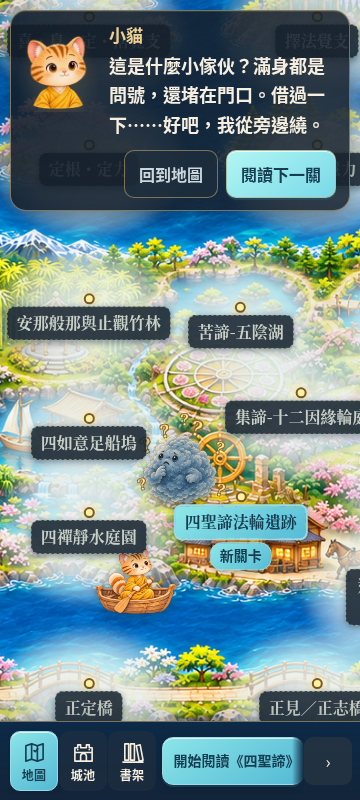 小貓
這是什麼小傢伙？滿身都是
問號，還堵在門口。借過一
下⋯⋯好吧，我從旁邊繞。
擇法覺支
定根・定力
回到地圖
閱讀下一關
安那般那與止觀竹林
苦諦-五陰湖
集諦-十二因緣輪
四如意足船塢
四聖諦法輪遺跡
四禪靜水庭園
新關卡
正定橋
正見／正志橋
地圖
城池
書架
開始閱讀《四聖諦》
›